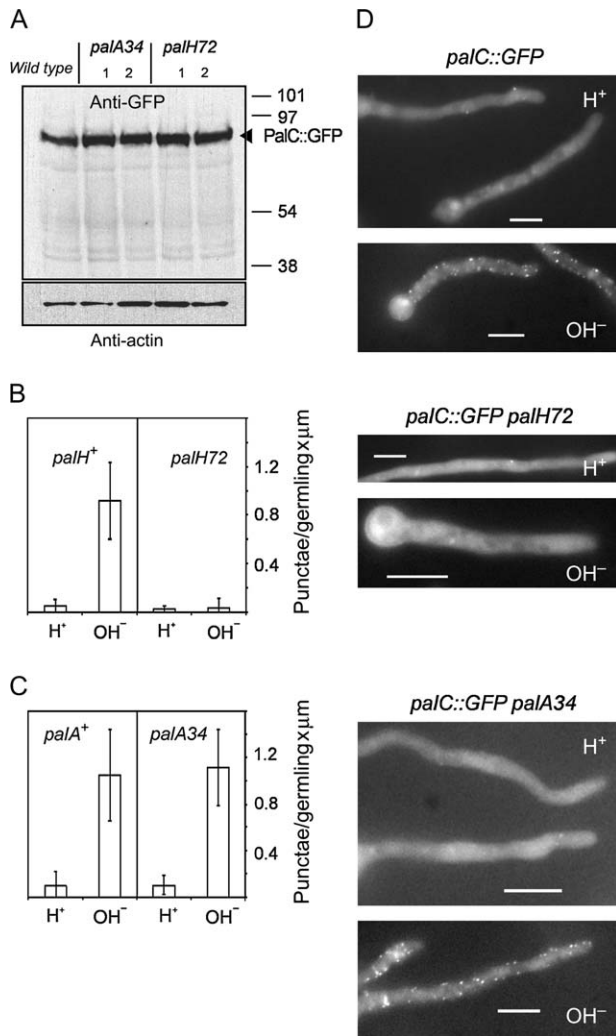 A
palA34 palH72
Wild type 1 2 1 2
Anti-GFP
101
97
PalC::GFP
54
38
Anti-actin
B
palH⁺ palH72
1.2
0.8
0.4
Punctae/germling×µm
H⁺ OH⁻ H⁺ OH⁻
C
palA⁺ palA34
1.2
0.8
0.4
Punctae/germling×µm
H⁺ OH⁻ H⁺ OH⁻
D
palC::GFP
H⁺
OH⁻
palC::GFP palH72
H⁺
OH⁻
palC::GFP palA34
H⁺
OH⁻